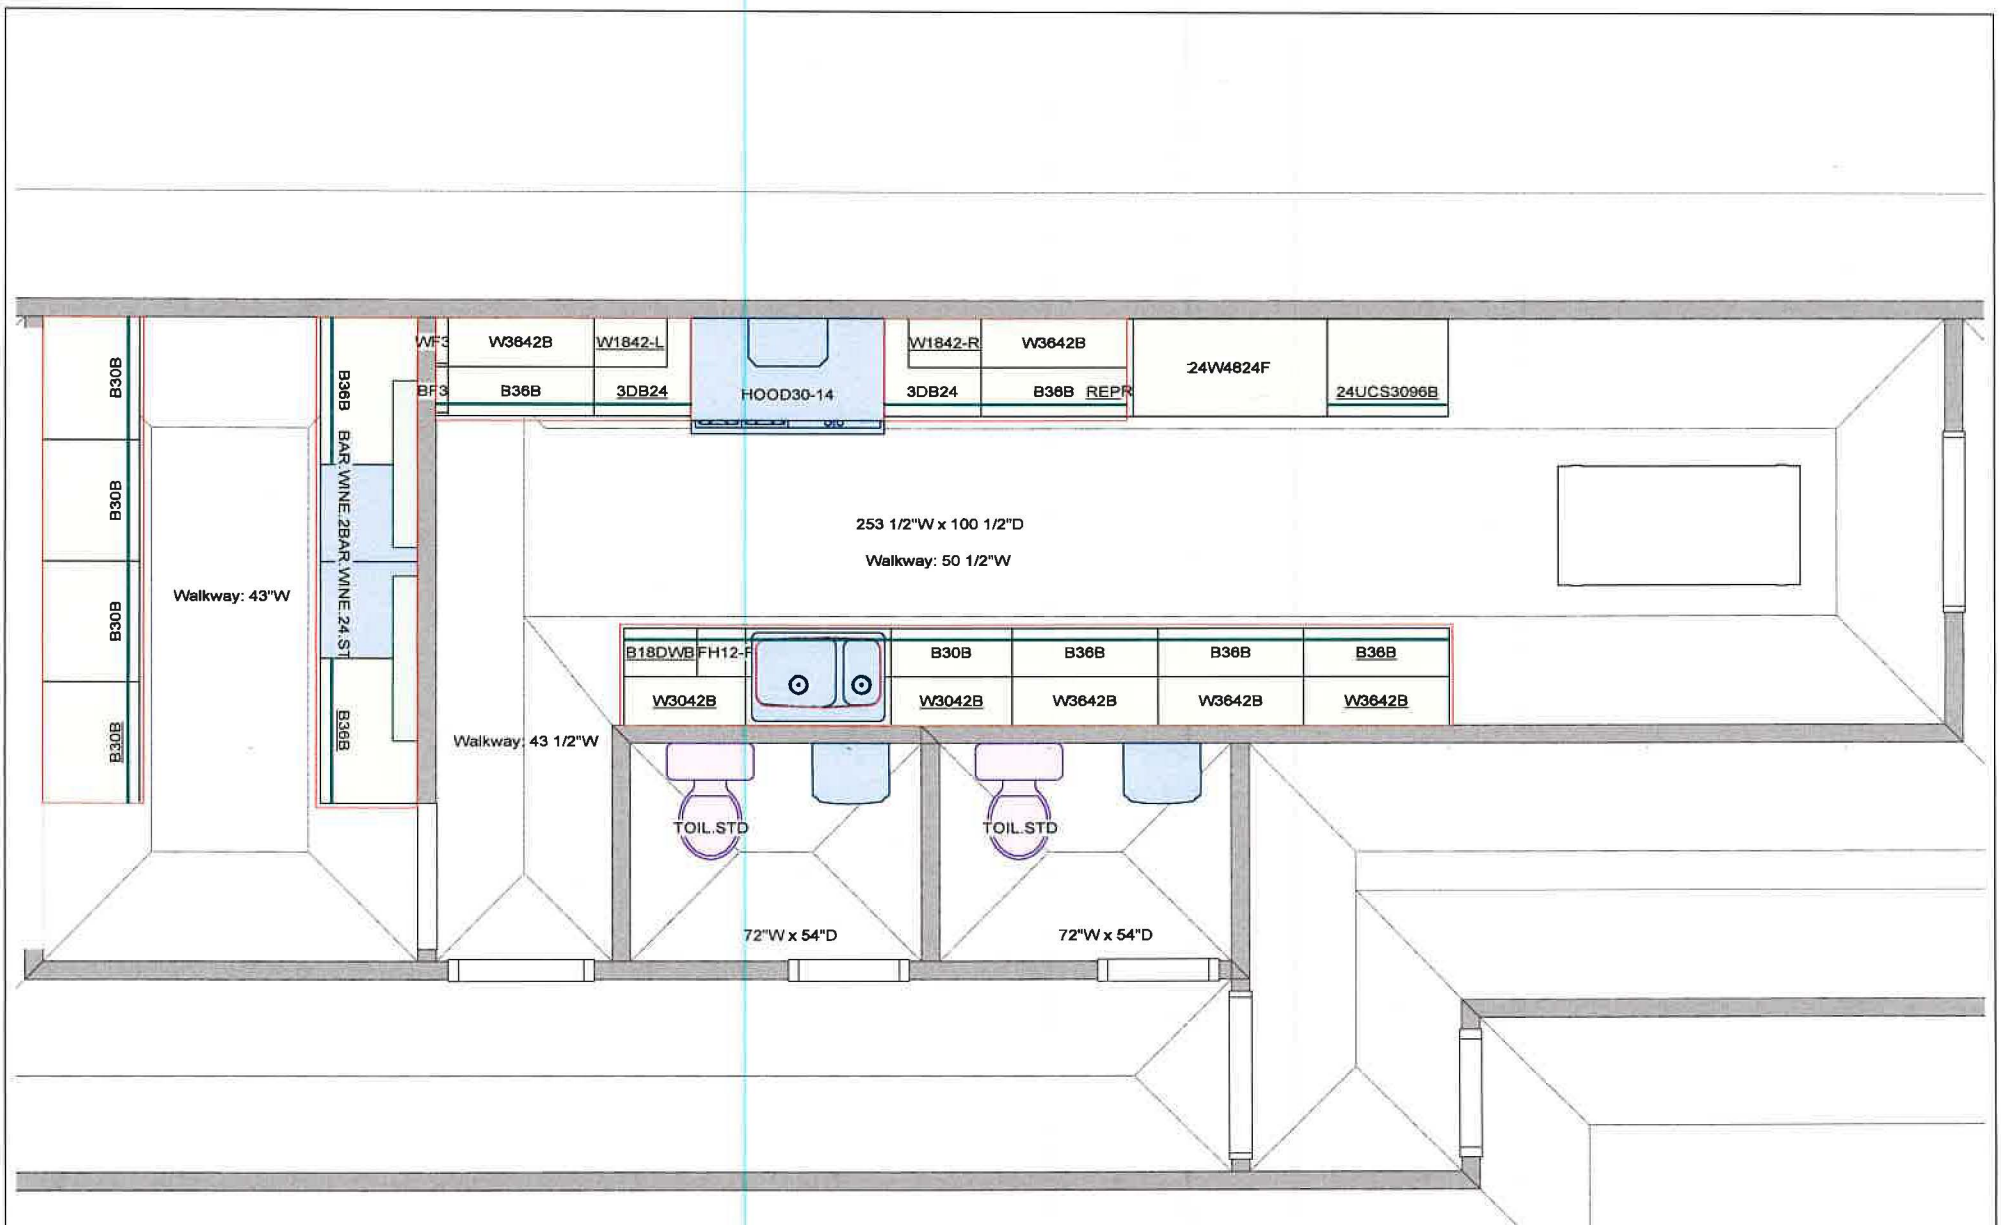 WF3
W3642B
W1842-L
W1842-R
W3642B
24W4824F
BF3
B36B
3DB24
HOOD30-14
3DB24
B36B
REPR
24UCS3096B
B30B
B30B
B30B
B30B
Walkway: 43"W
B36B
BAR.WINE.2
BAR.WINE.24.ST
B36B
253 1/2"W x 100 1/2"D
Walkway: 50 1/2"W
B18DWB
FH12-F
B30B
B36B
B36B
B36B
W3042B
W3042B
W3642B
W3642B
W3642B
Walkway: 43 1/2"W
TOIL.STD
TOIL.STD
72"W x 54"D
72"W x 54"D